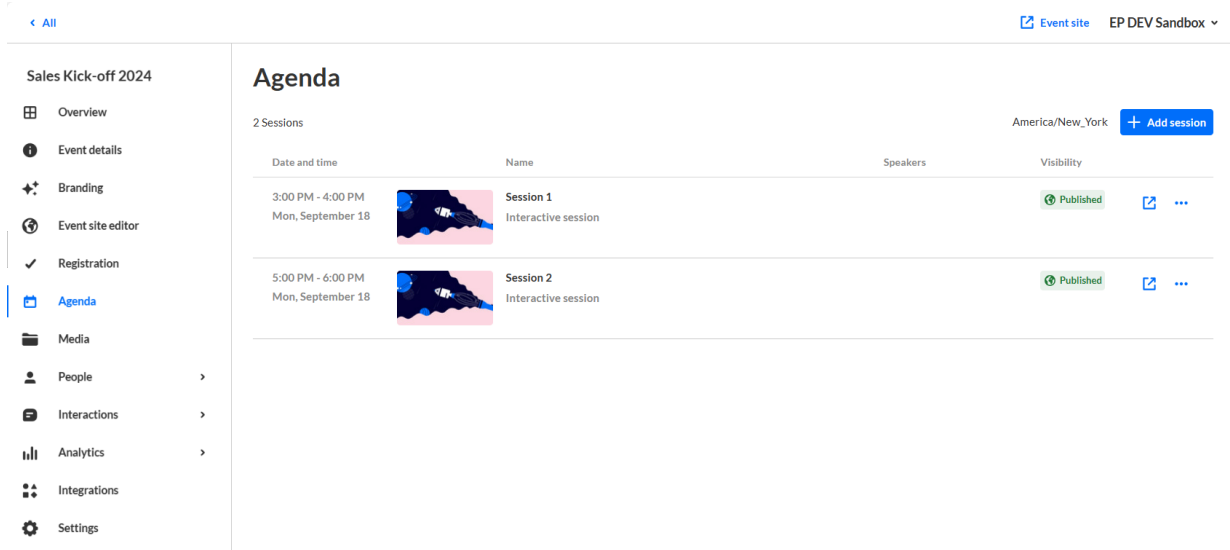 All
Event site
EP DEV Sandbox
Sales Kick-off 2024
Overview
Event details
Branding
Event site editor
Registration
Agenda
Media
People
Interactions
Analytics
Integrations
Settings
Agenda
2 Sessions
America/New_York
Add session
Date and time Name Speakers Visibility
3:00 PM - 4:00 PM Session 1 Published
Mon, September 18 Interactive session
5:00 PM - 6:00 PM Session 2 Published
Mon, September 18 Interactive session